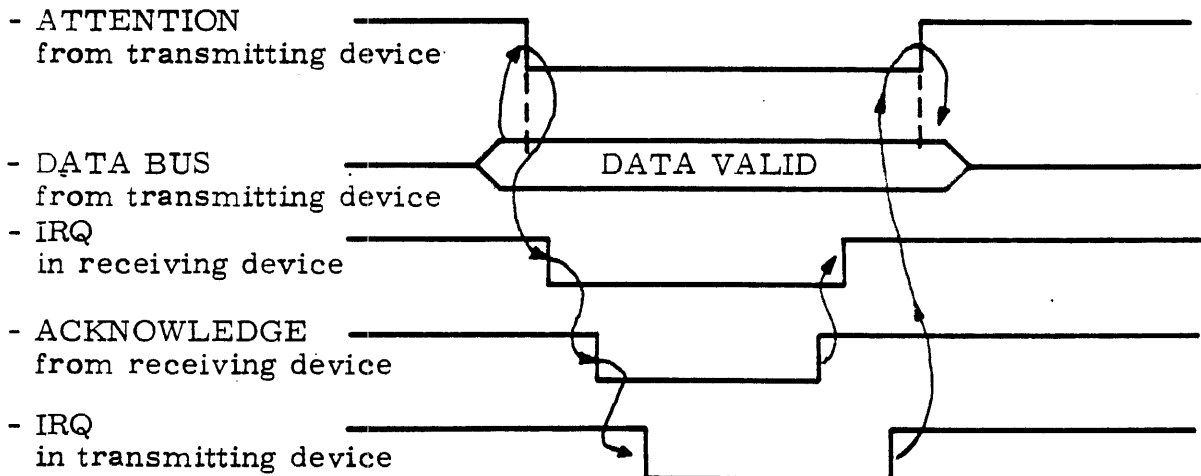 - ATTENTION
from transmitting device
- DATA BUS
from transmitting device
DATA VALID
- IRQ
in receiving device
- ACKNOWLEDGE
from receiving device
- IRQ
in transmitting device